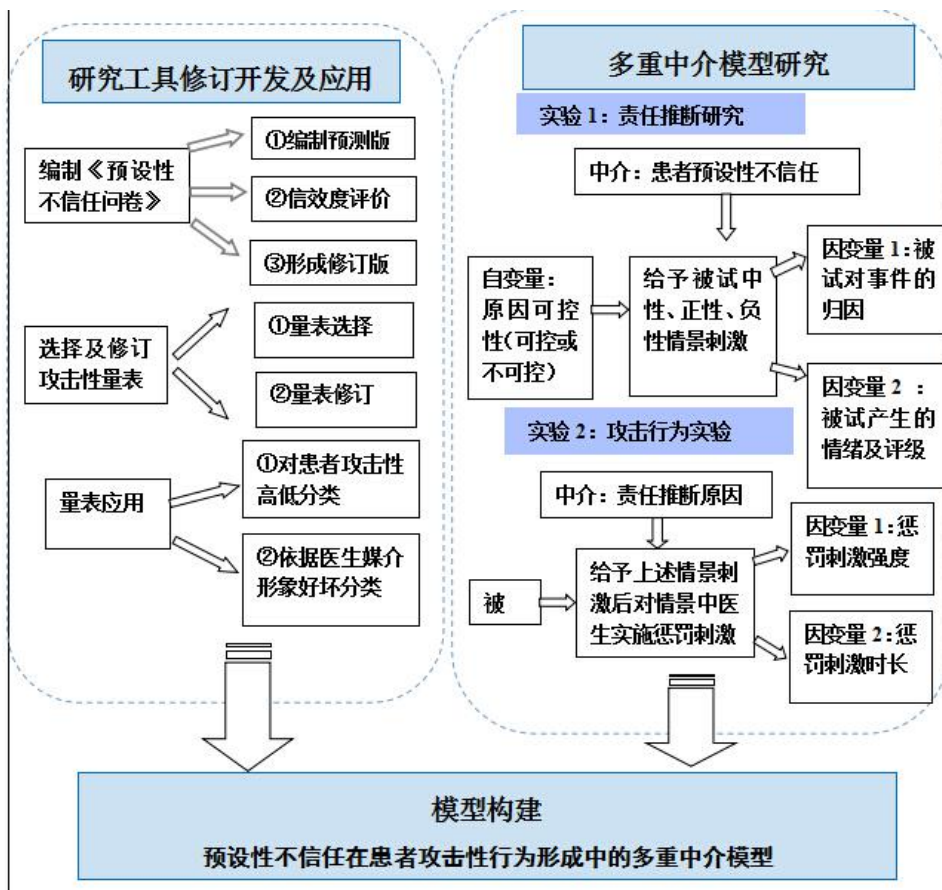 研究工具修订开发及应用
编制《预设性
不信任问卷》
①编制预测版
②信效度评价
③形成修订版
选择及修订
攻击性量表
①量表选择
②量表修订
量表应用
①对患者攻击性
高低分类
②依据医生媒介
形象好坏分类
多重中介模型研究
实验 1：责任推断研究
中介：患者预设性不信任
自变量：
原因可控
性（可控或
不可控）
给予被试中
性、正性、负
性情景刺激
因变量 1：被
试对事件的
归因
因变量 2 ：
被试产生的
情绪及评级
实验 2：攻击行为实验
中介：责任推断原因
被
给予上述情景刺
激后对情景中医
生实施惩罚刺激
因变量 1：惩
罚刺激强度
因变量 2：惩
罚刺激时长
模型构建
预设性不信任在患者攻击性行为形成中的多重中介模型